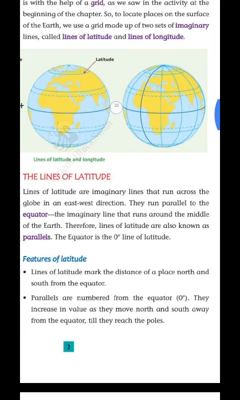 is with the help of a grid, as we saw in the activity at the
beginning of the chapter. So, to locate places on the surface
of the Earth, we use a grid made up of two sets of imaginary
lines, called lines of latitude and lines of longitude.
Latitude
Lines of latitude and longitude
THE LINES OF LATITUDE
Lines of latitude are imaginary lines that run across the
globe in an east-west direction. They run parallel to the
equator—the imaginary line that runs around the middle
of the Earth. Therefore, lines of latitude are also known as
parallels. The Equator is the 0° line of latitude.
Features of latitude
• Lines of latitude mark the distance of a place north and
south from the equator.
• Parallels are numbered from the equator (0°). They
increase in value as they move north and south away
from the equator, till they reach the poles.
2